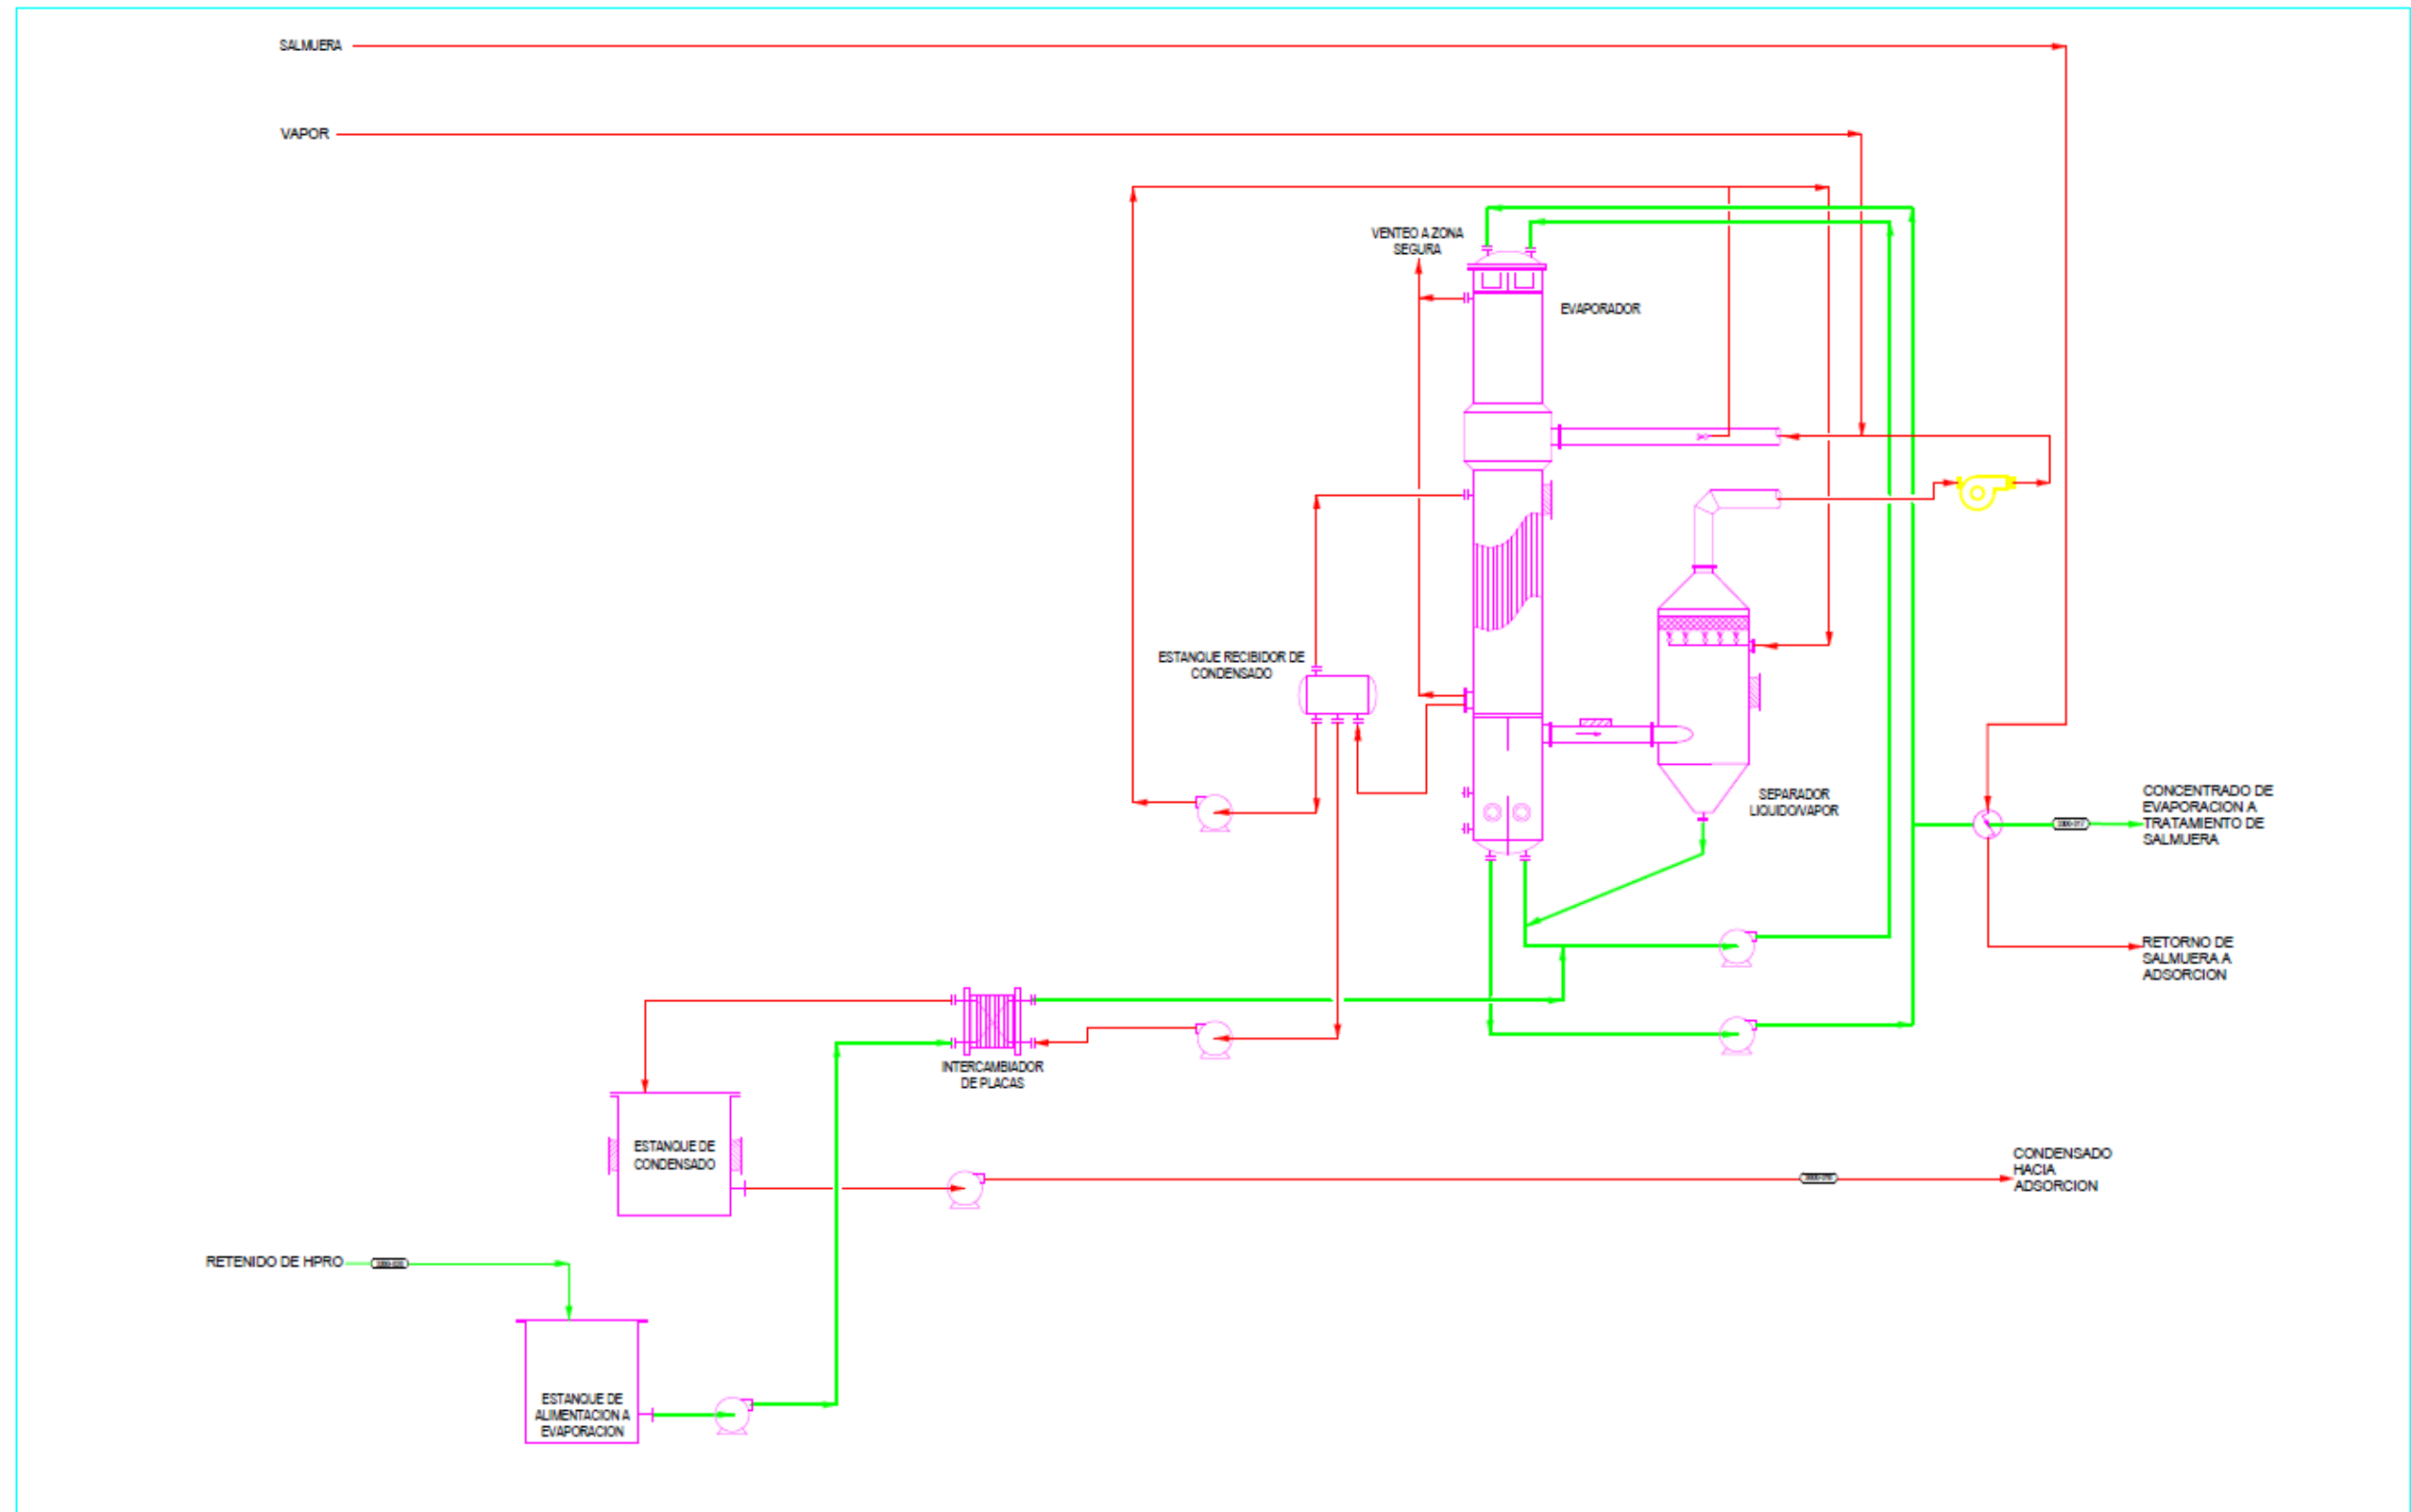 SALMUERA
VAPOR
VENTEO A ZONA
SEGURA
EVAPORADOR
ESTANQUE RECIBIDOR DE
CONDENSADO
SEPARADOR
LIQUIDO/VAPOR
CONCENTRADO DE
EVAPORACION A
TRATAMIENTO DE
SALMUERA
RETORNO DE
SALMUERA A
ADSORCION
INTERCAMBIADOR
DE PLACAS
ESTANQUE DE
CONDENSADO
CONDENSADO
HACIA
ADSORCION
RETENIDO DE HPRO
ESTANQUE DE
ALIMENTACION A
EVAPORACION